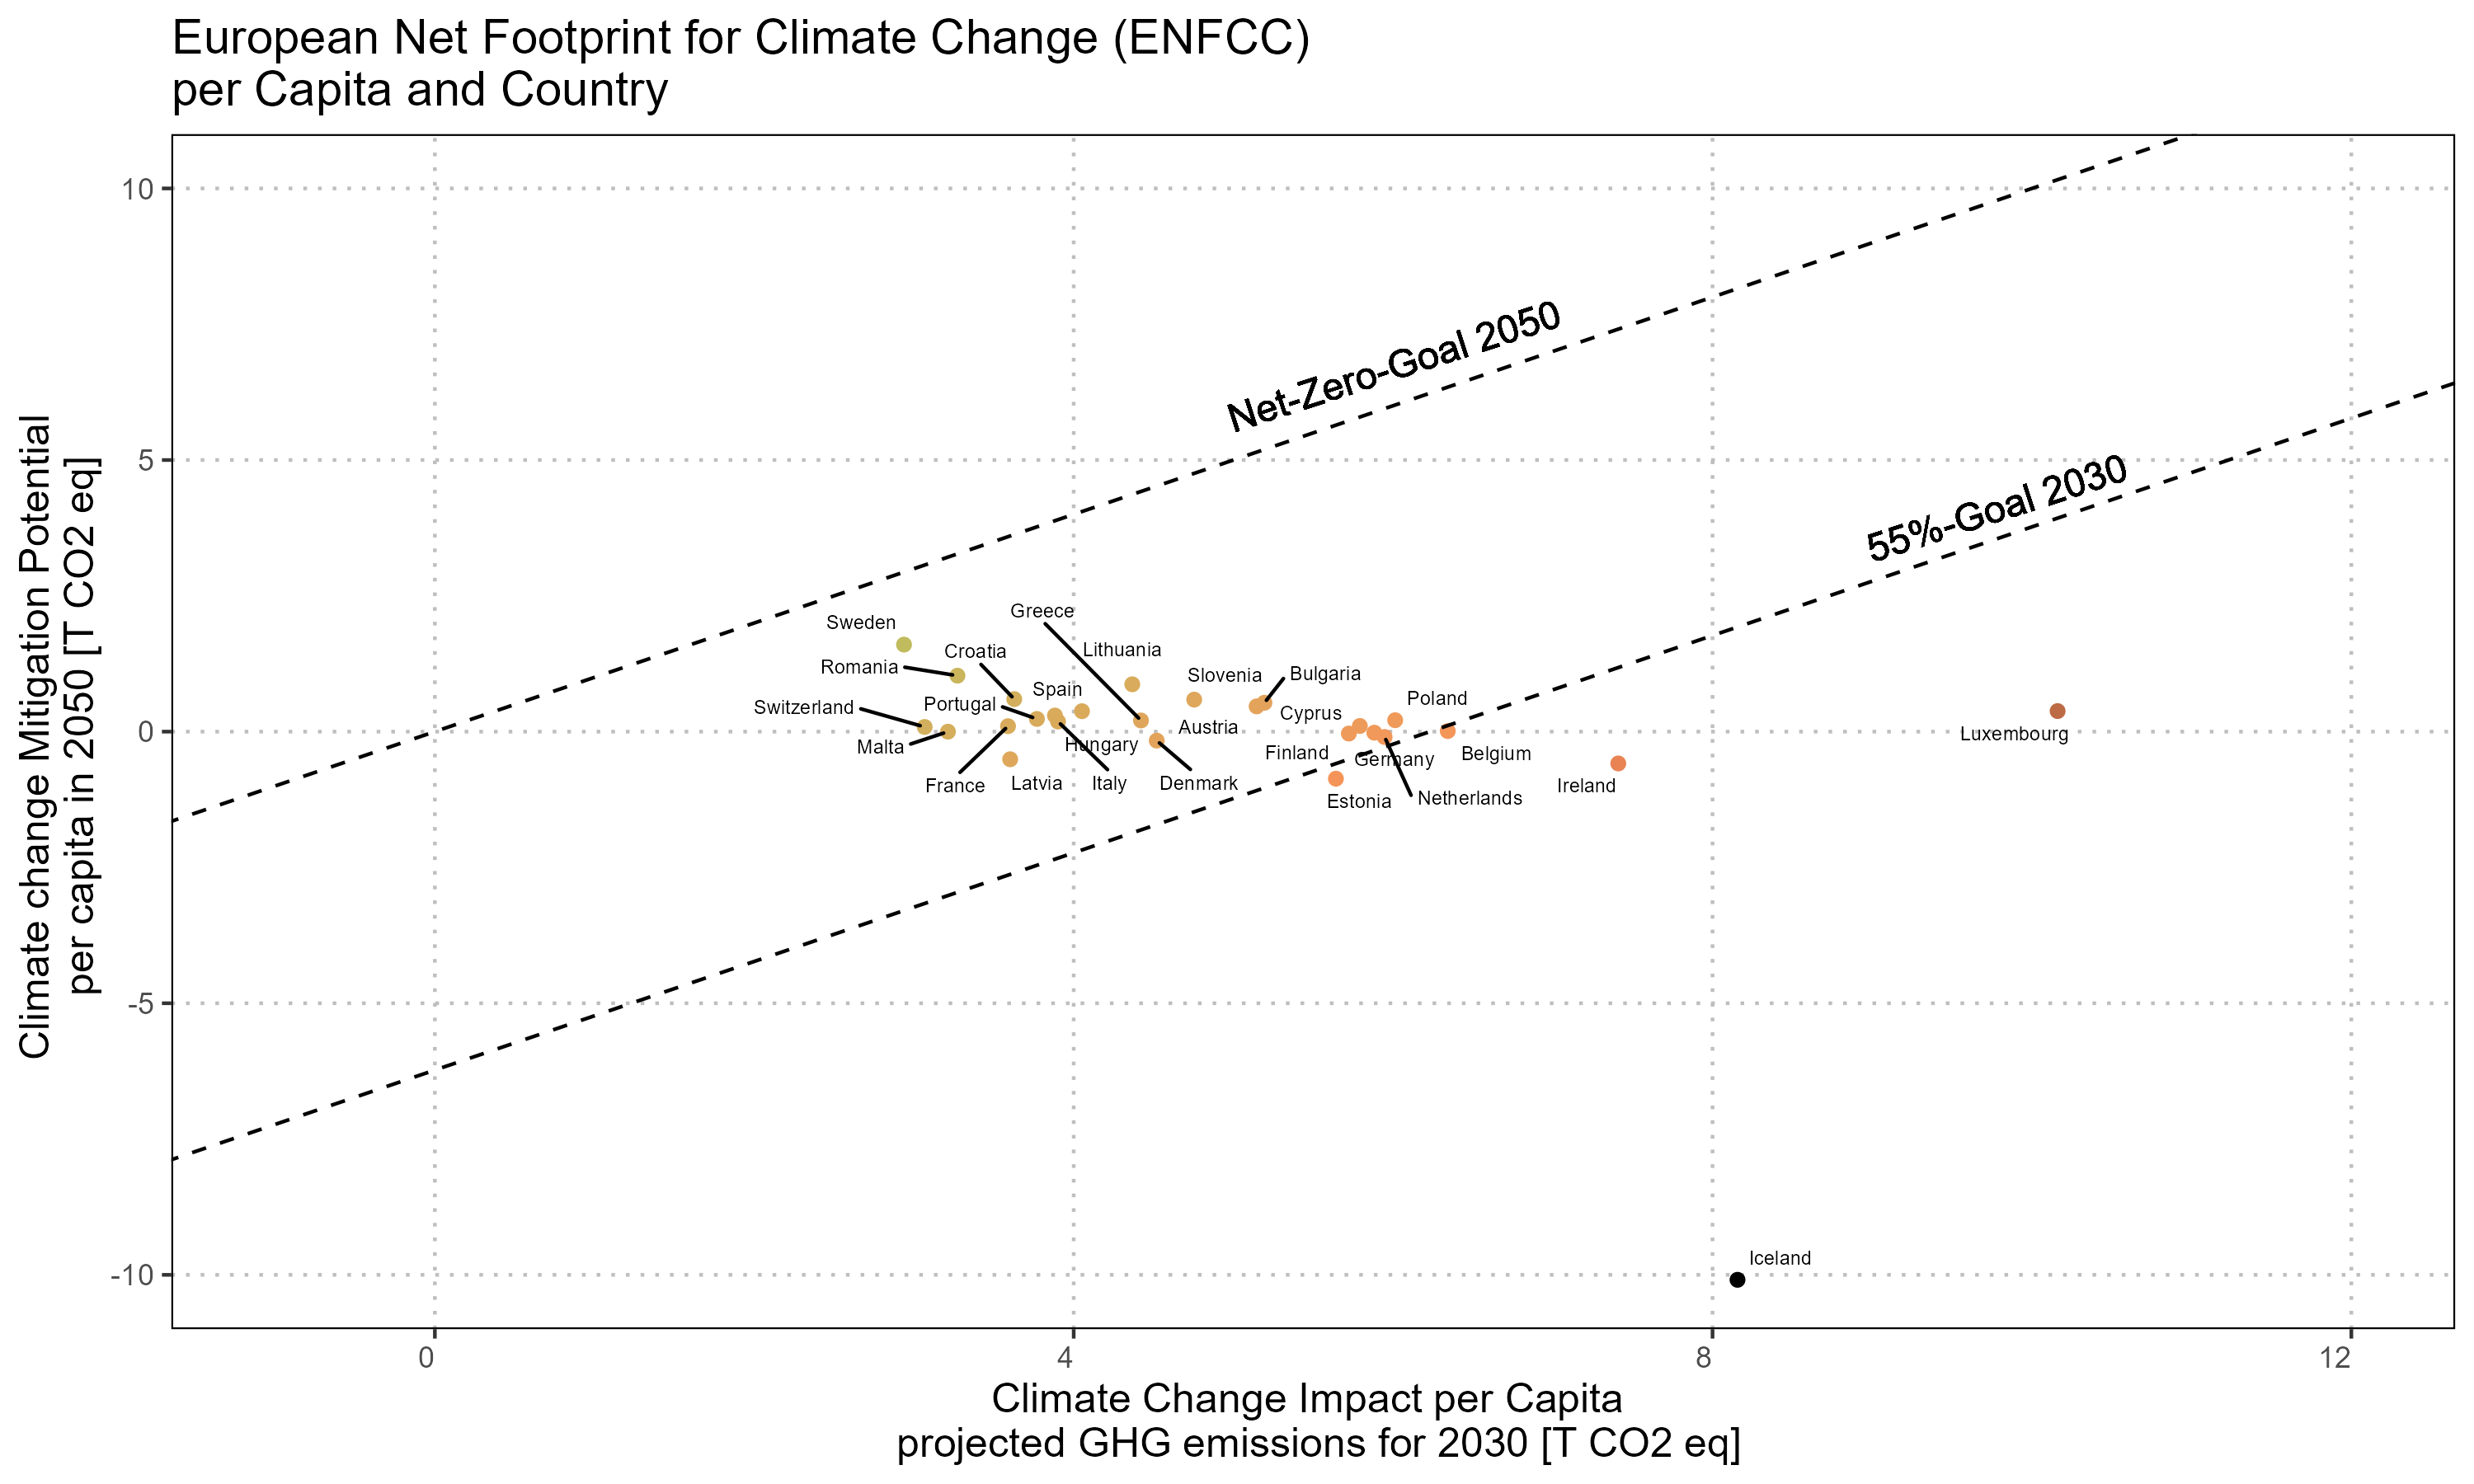 European Net Footprint for Climate Change (ENFCC)
per Capita and Country
Climate change Mitigation Potential
per capita in 2050 [T CO2 eq]
10
5
0
-5
-10
Net-Zero-Goal 2050
55%-Goal 2030
Greece
Sweden
Croatia
Lithuania
Romania
Slovenia
Bulgaria
Spain
Poland
Portugal
Switzerland
Cyprus
Austria
Luxembourg
Malta
Hungary
Finland
Belgium
Germany
France
Latvia
Italy
Denmark
Ireland
Estonia
Netherlands
Iceland
0
4
8
12
Climate Change Impact per Capita
projected GHG emissions for 2030 [T CO2 eq]